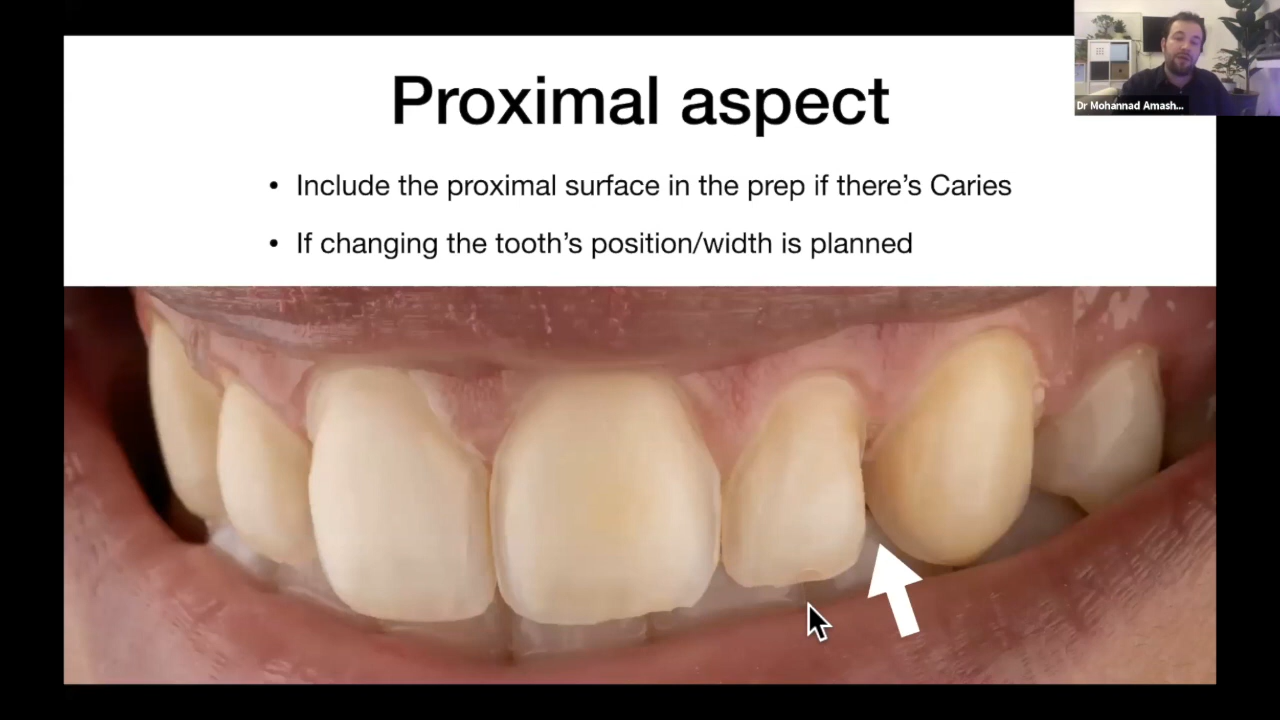 Proximal aspect
• Include the proximal surface in the prep if there’s Caries
• If changing the tooth’s position/width is planned
Dr Mohannad Amash...